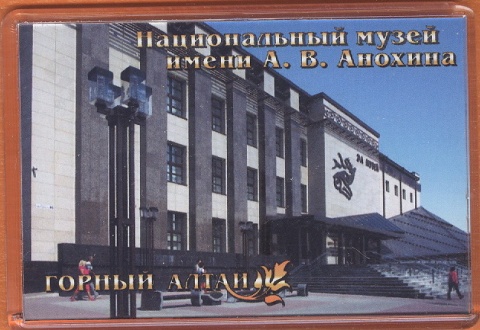 Национальный музей
имени А. В. Анохина
ГОРНЫЙ АЛТАЙ